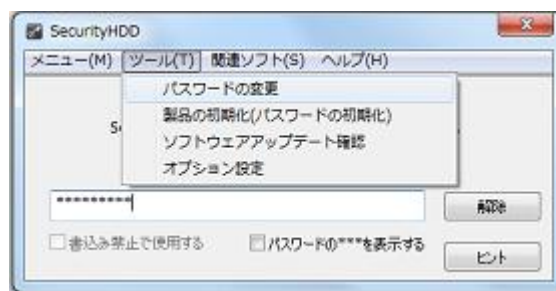 SecurityHDD
メニュー(M) ツール(T) 関連ソフト(S) ヘルプ(H)
パスワードの変更
製品の初期化(パスワードの初期化)
ソフトウェアアップデート確認
オプション設定
*********
解除
書込み禁止で使用する
パスワードの***を表示する
ヒント